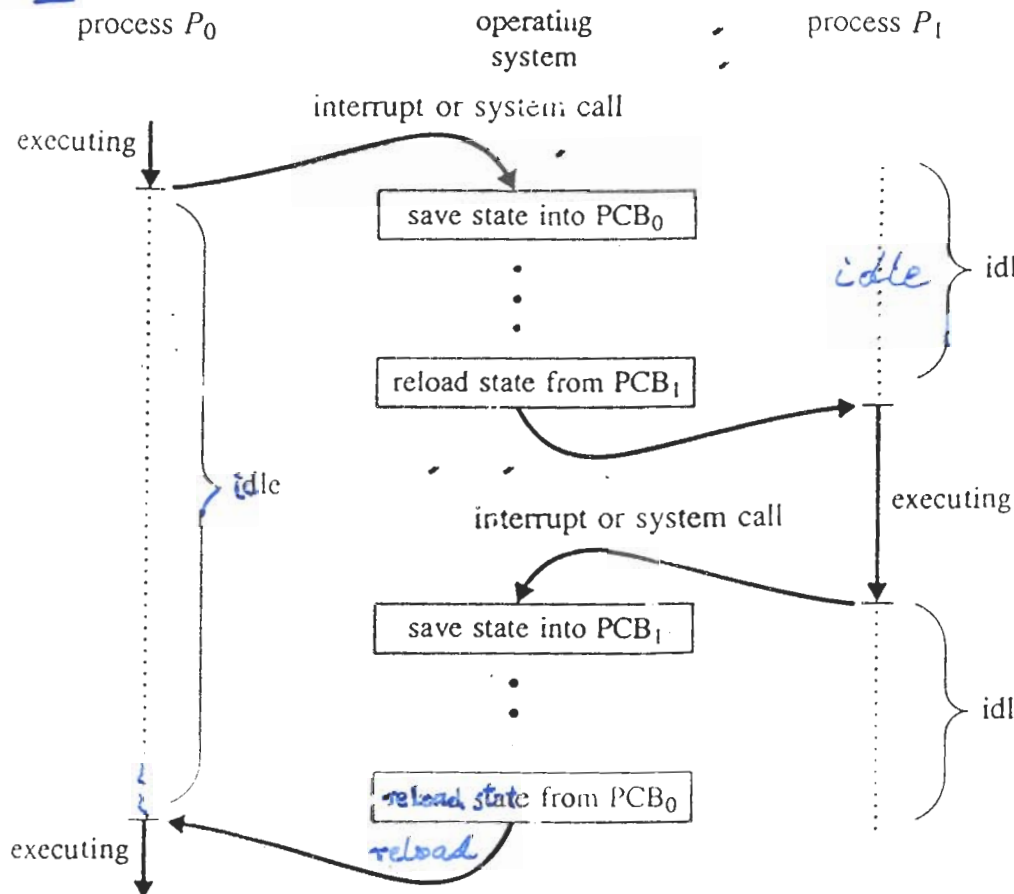 process P₀
operating
system
process P₁
interrupt or system call
executing
save state into PCB₀
idle
idl
reload state from PCB₁
idle
executing
interrupt or system call
save state into PCB₁
idl
reload state from PCB₀
reload
executing